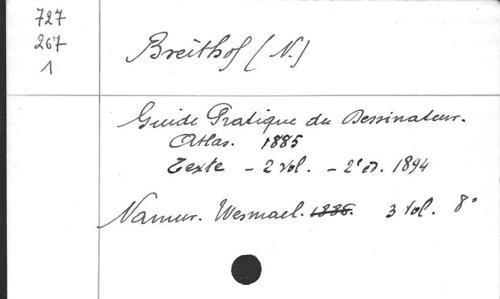 727
267
1
Breithof (N.)
Guide Pratique du Dessinateur.
Atlas. 1885
Texte - 2 vol. - 2e éd. 1894
Namur. Wesmael. 1886. 3 vol. 8°